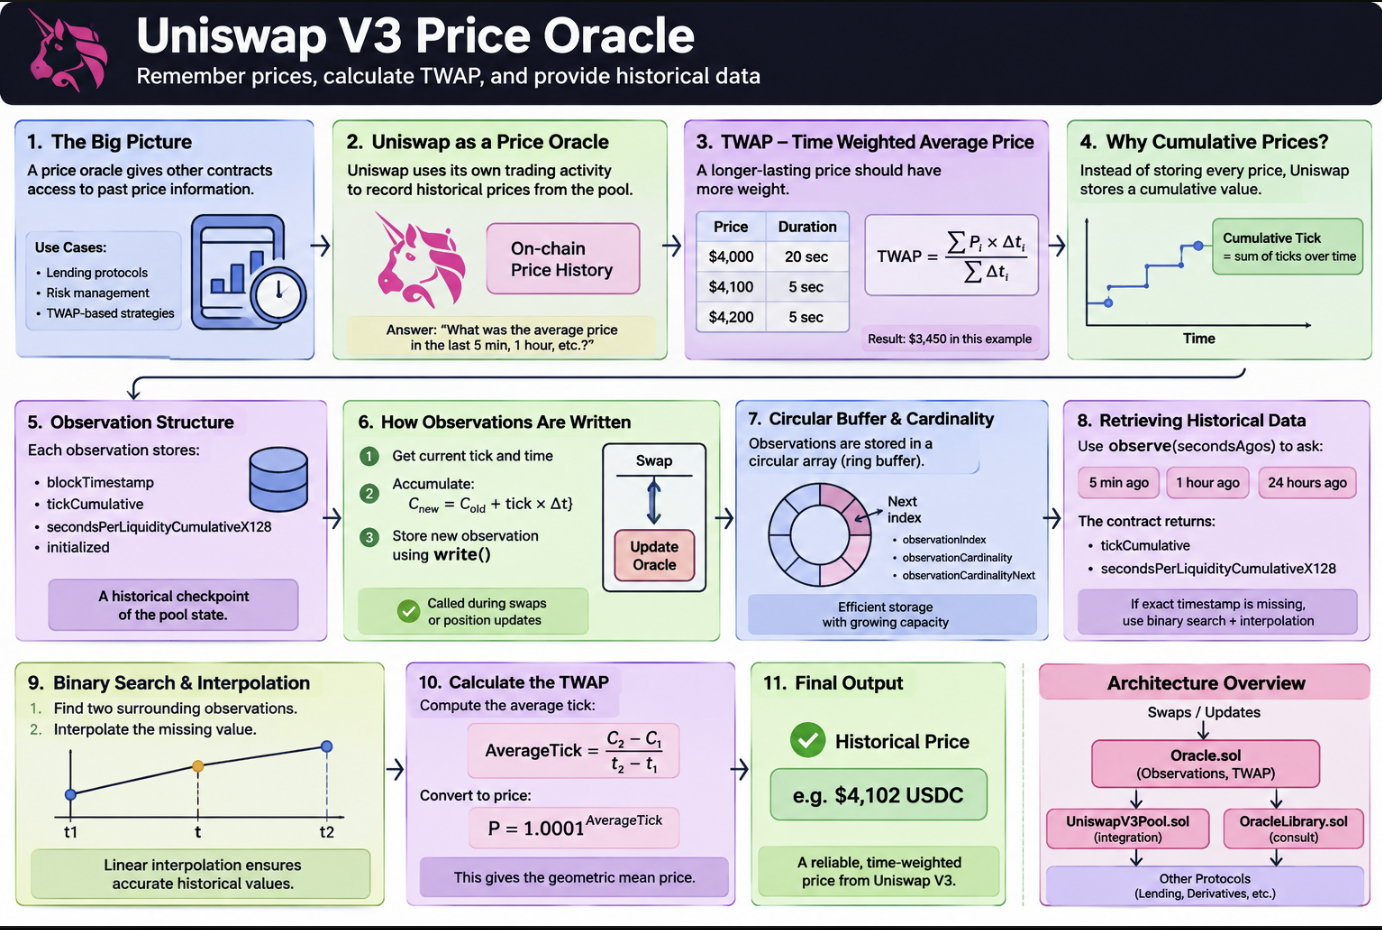 Uniswap V3 Price Oracle
Remember prices, calculate TWAP, and provide historical data
1. The Big Picture
A price oracle gives other contracts
access to past price information.
Use Cases:
• Lending protocols
• Risk management
• TWAP-based strategies
2. Uniswap as a Price Oracle
Uniswap uses its own trading activity
to record historical prices from the pool.
On-chain
Price History
Answer: “What was the average price
in the last 5 min, 1 hour, etc.?”
3. TWAP – Time Weighted Average Price
A longer-lasting price should have
more weight.
Price Duration
$4,000 20 sec
$4,100 5 sec
$4,200 5 sec
TWAP = ∑ Pᵢ × Δtᵢ / ∑ Δtᵢ
Result: $3,450 in this example
4. Why Cumulative Prices?
Instead of storing every price, Uniswap
stores a cumulative value.
Cumulative Tick
= sum of ticks over time
Time
5. Observation Structure
Each observation stores:
• blockTimestamp
• tickCumulative
• secondsPerLiquidityCumulativeX128
• initialized
A historical checkpoint
of the pool state.
6. How Observations Are Written
1 Get current tick and time
2 Accumulate:
C_new = C_old + tick × Δt}
3 Store new observation
using write()
Swap
Update
Oracle
Called during swaps
or position updates
7. Circular Buffer & Cardinality
Observations are stored in a
circular array (ring buffer).
Next
index
• observationIndex
• observationCardinality
• observationCardinalityNext
Efficient storage
with growing capacity
8. Retrieving Historical Data
Use observe(secondsAgos) to ask:
5 min ago 1 hour ago 24 hours ago
The contract returns:
• tickCumulative
• secondsPerLiquidityCumulativeX128
If exact timestamp is missing,
use binary search + interpolation
9. Binary Search & Interpolation
1. Find two surrounding observations.
2. Interpolate the missing value.
t1 t t2
Linear interpolation ensures
accurate historical values.
10. Calculate the TWAP
Compute the average tick:
AverageTick = C₂ – C₁ / t₂ – t₁
Convert to price:
P = 1.0001^AverageTick
This gives the geometric mean price.
11. Final Output
Historical Price
e.g. $4,102 USDC
A reliable, time-weighted
price from Uniswap V3.
Architecture Overview
Swaps / Updates
Oracle.sol
(Observations, TWAP)
UniswapV3Pool.sol
(integration)
OracleLibrary.sol
(consult)
Other Protocols
(Lending, Derivatives, etc.)